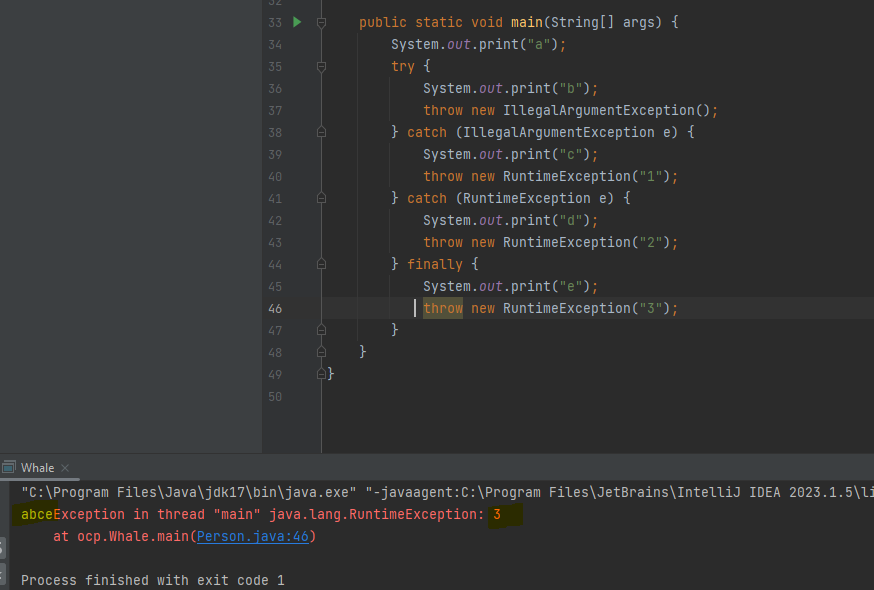 32
33 public static void main(String[] args) {
34 System.out.print("a");
35 try {
36 System.out.print("b");
37 throw new IllegalArgumentException();
38 } catch (IllegalArgumentException e) {
39 System.out.print("c");
40 throw new RuntimeException("1");
41 } catch (RuntimeException e) {
42 System.out.print("d");
43 throw new RuntimeException("2");
44 } finally {
45 System.out.print("e");
46 throw new RuntimeException("3");
47 }
48 }
49 }
50
Whale
"C:\Program Files\Java\jdk17\bin\java.exe" "-javaagent:C:\Program Files\JetBrains\IntelliJ IDEA 2023.1.5\li
abceException in thread "main" java.lang.RuntimeException: 3
at ocp.Whale.main(Person.java:46)
Process finished with exit code 1